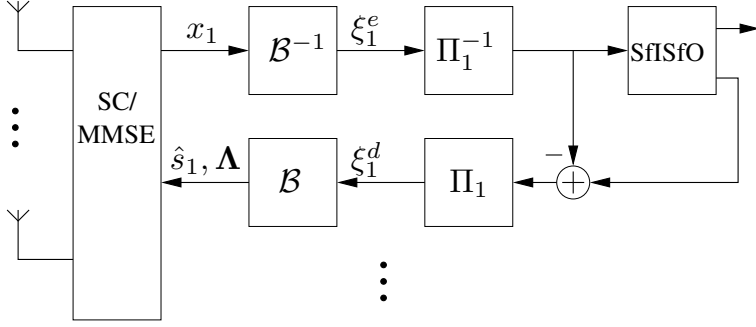 x₁ ℬ⁻¹ ξ₁ᵉ Π₁⁻¹ SfISfO
SC/
MMSE
ŝ₁, Λ ℬ ξ₁ᵈ Π₁ − +